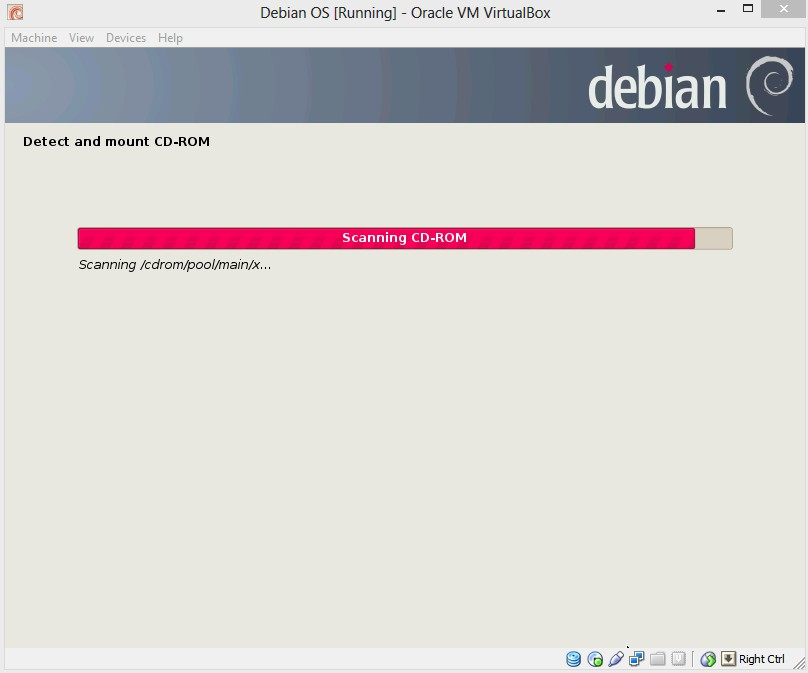 Debian OS [Running] - Oracle VM VirtualBox
Machine View Devices Help
debian
Detect and mount CD-ROM
Scanning CD-ROM
Scanning /cdrom/pool/main/x...
Right Ctrl